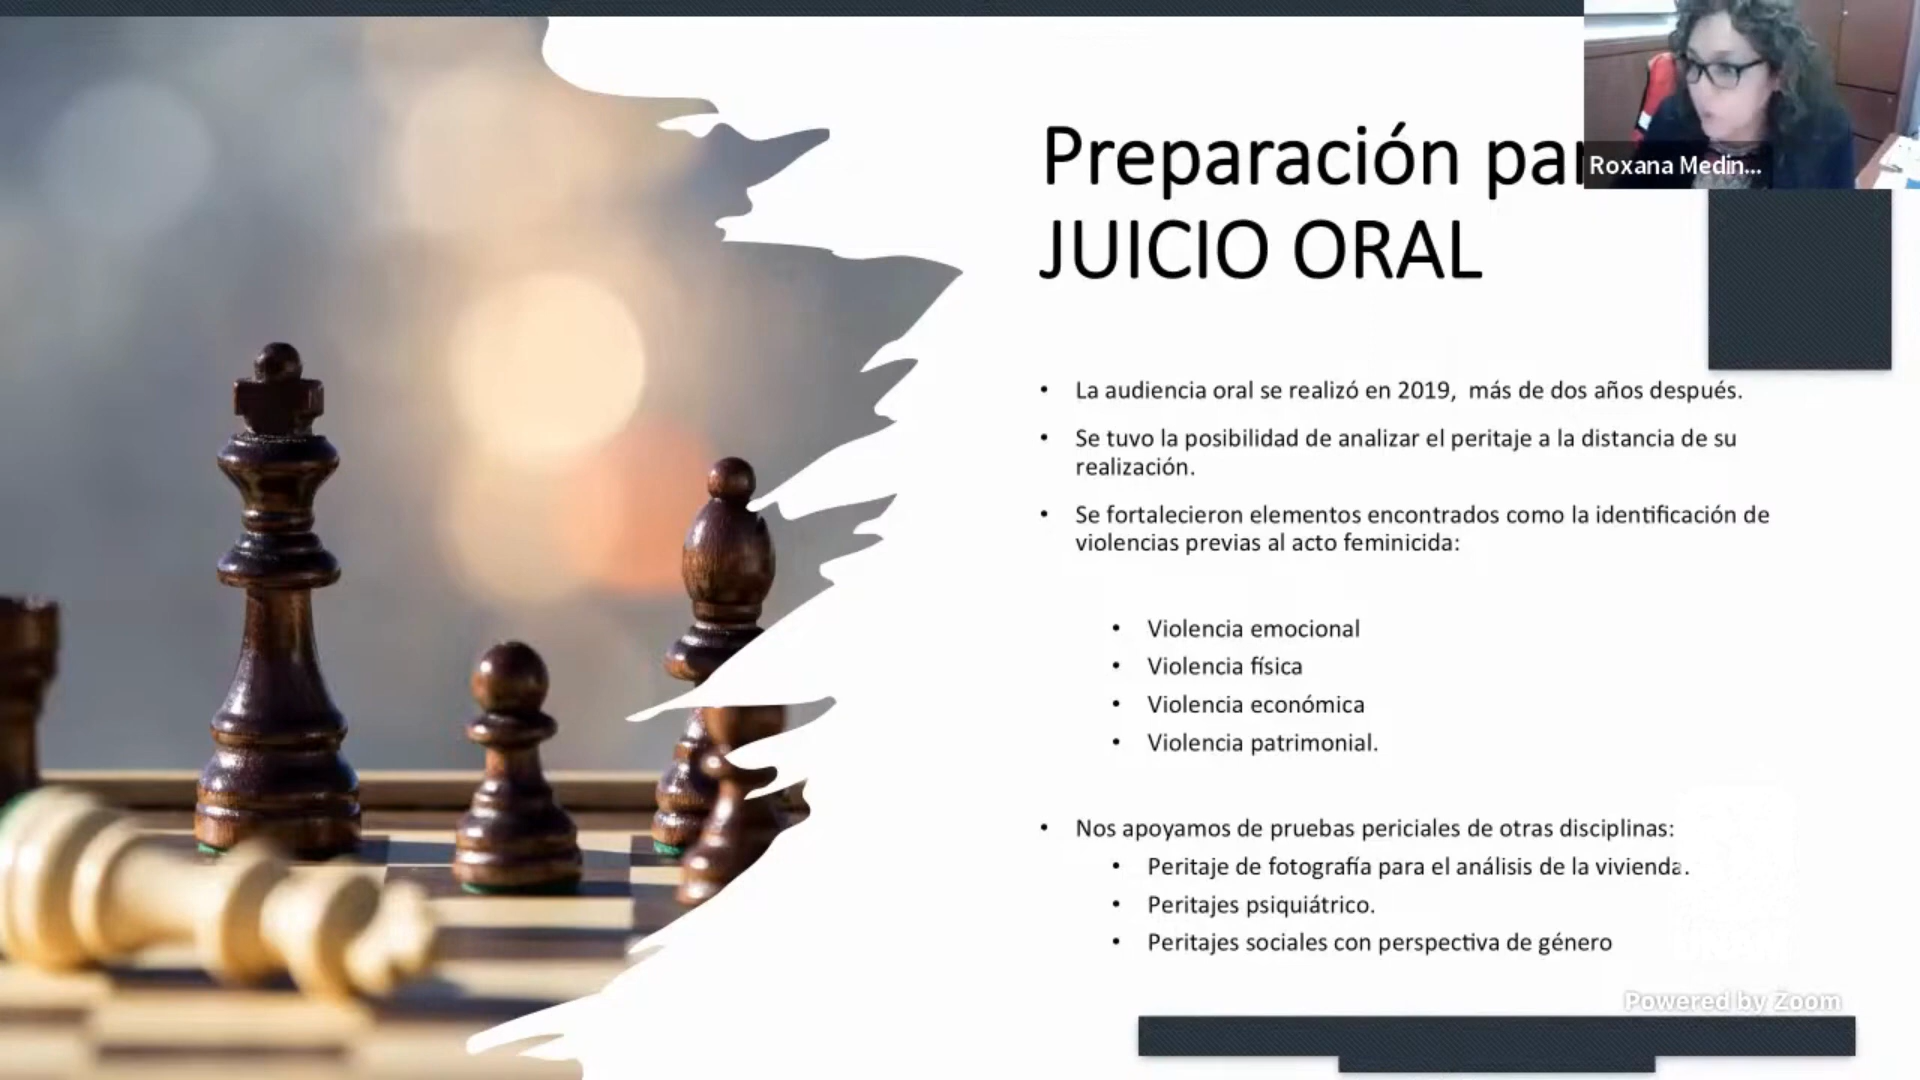 Preparación par
Roxana Medin...
JUICIO ORAL
• La audiencia oral se realizó en 2019, más de dos años después.
• Se tuvo la posibilidad de analizar el peritaje a la distancia de su
realización.
• Se fortalecieron elementos encontrados como la identificación de
violencias previas al acto feminicida:
• Violencia emocional
• Violencia física
• Violencia económica
• Violencia patrimonial.
• Nos apoyamos de pruebas periciales de otras disciplinas:
• Peritaje de fotografía para el análisis de la vivienda.
• Peritajes psiquiátrico.
• Peritajes sociales con perspectiva de género
Powered by Zoom